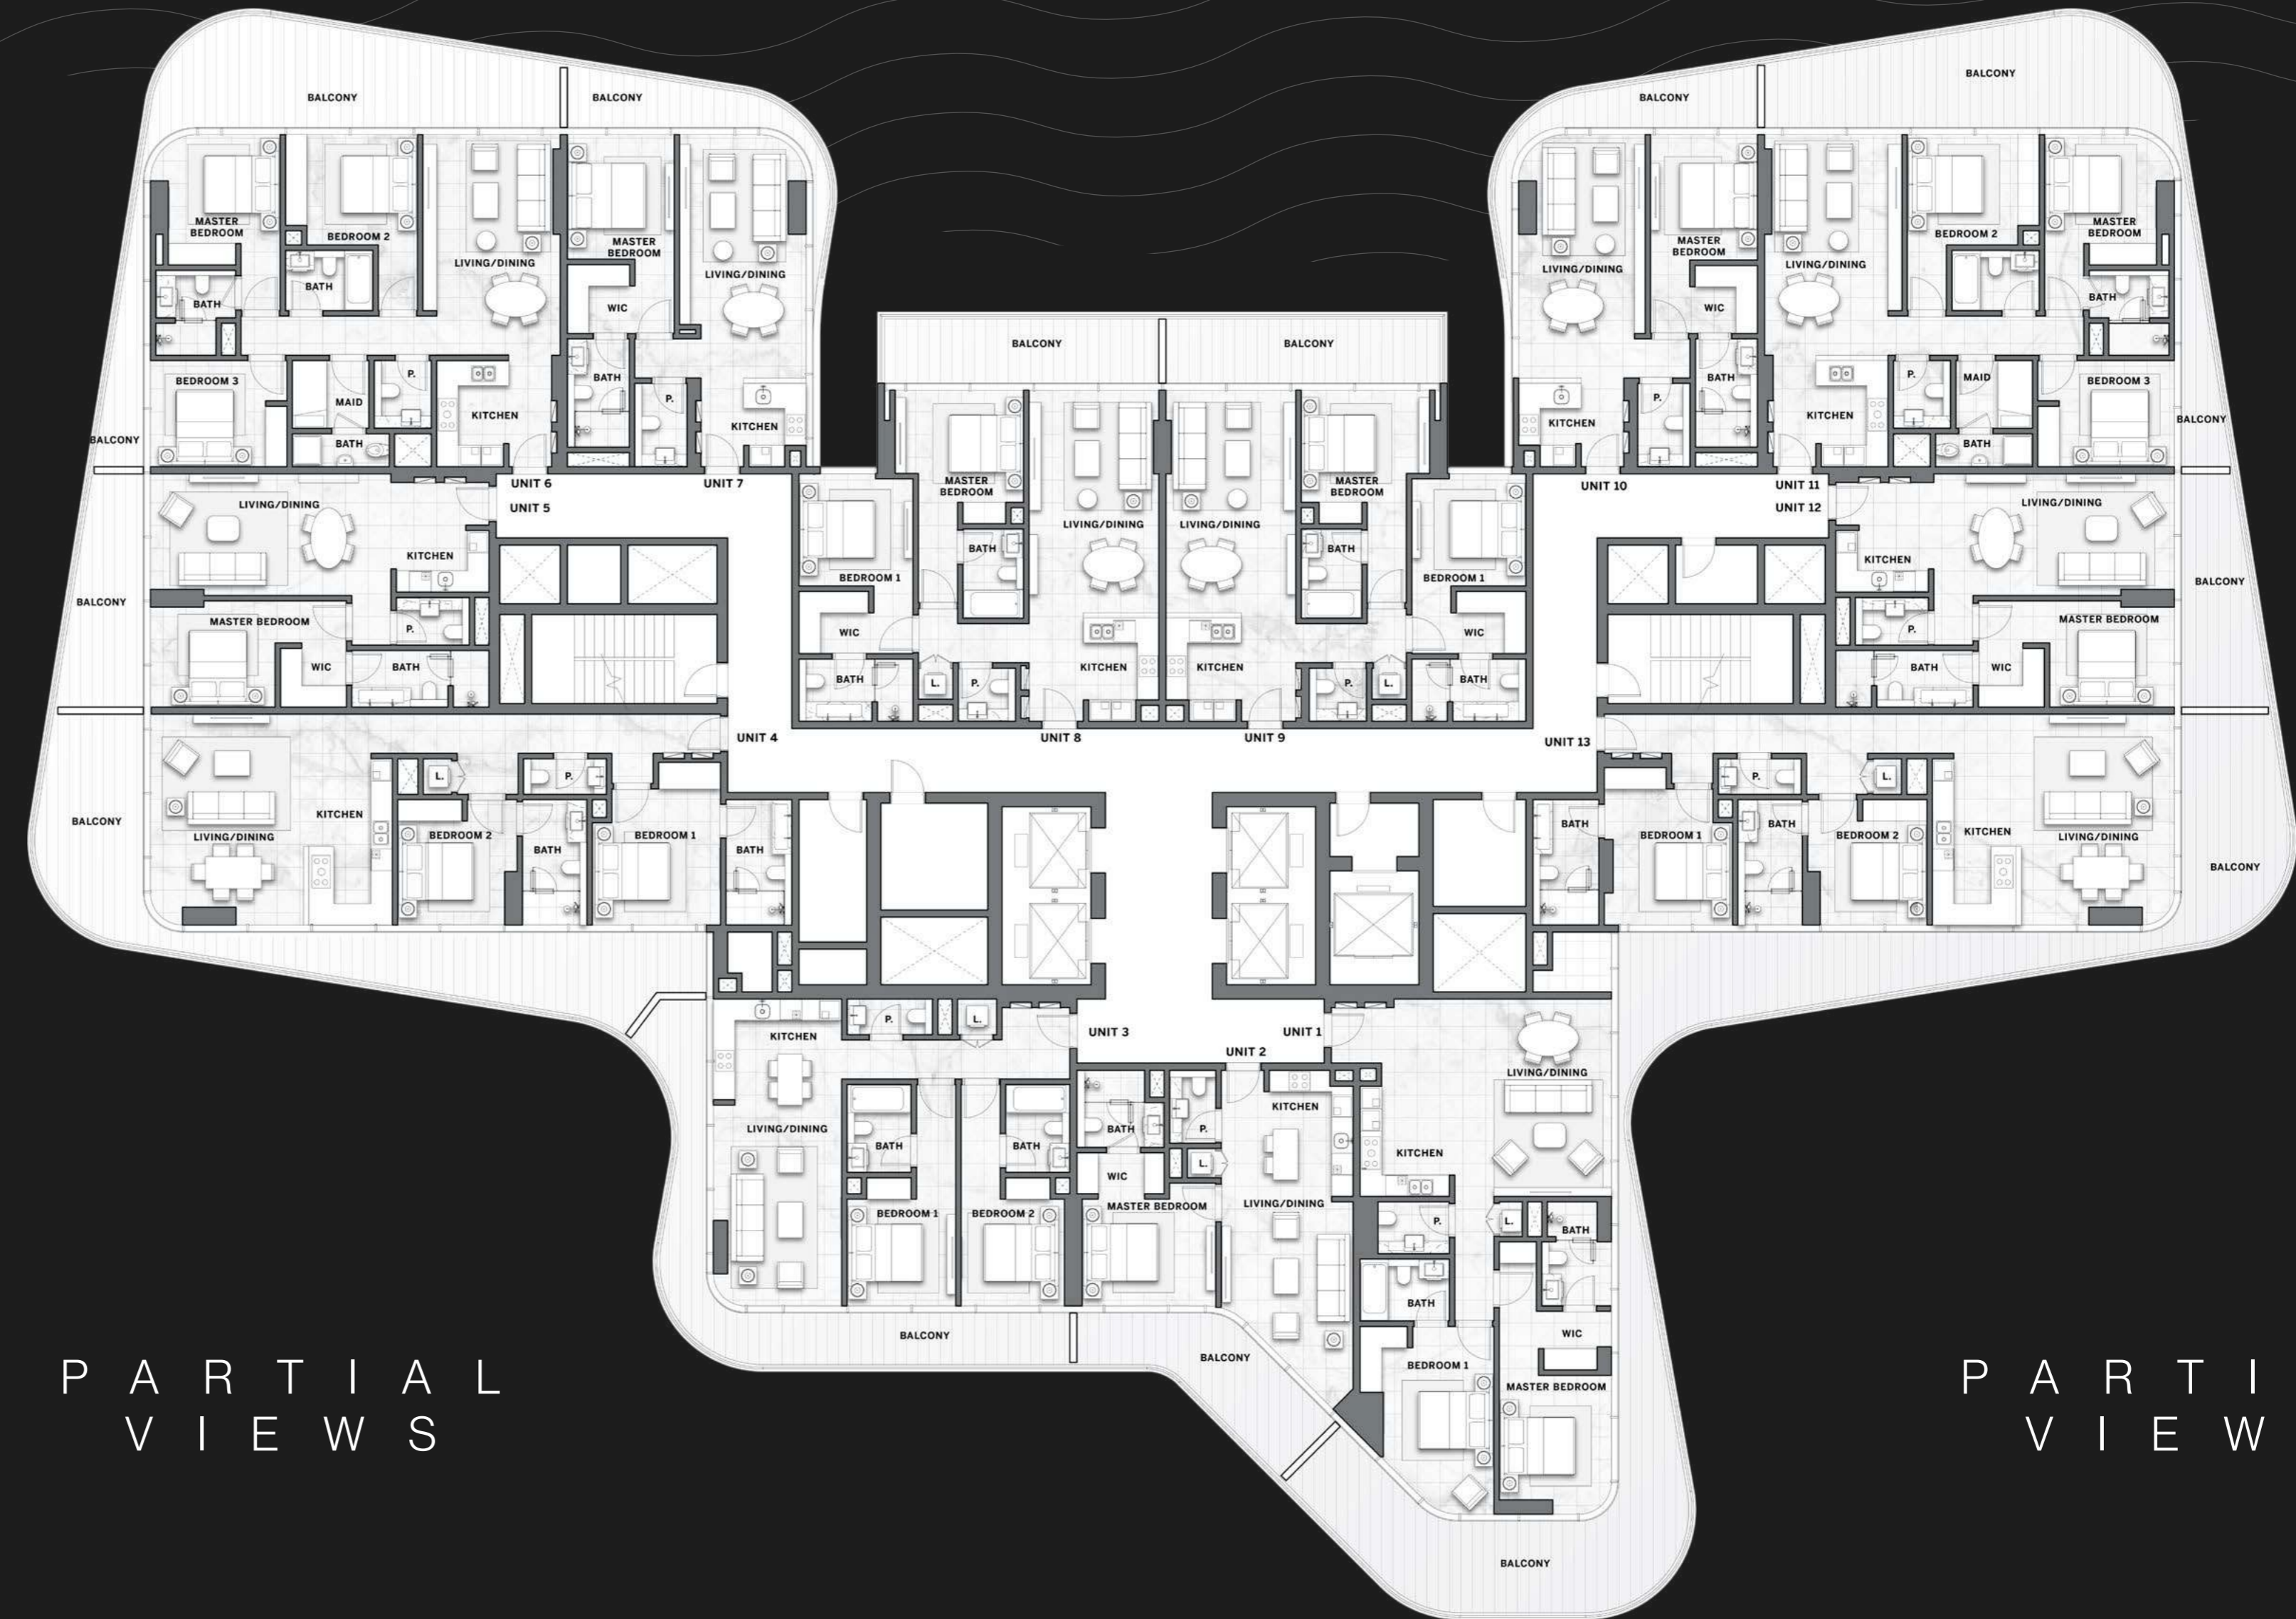 BALCONY
BALCONY
MASTER
BEDROOM
BEDROOM 2
LIVING/DINING
BATH
BATH
MASTER
BEDROOM
LIVING/DINING
WIC
BATH
P.
KITCHEN
BEDROOM 3
MAID
P.
KITCHEN
BATH
BALCONY
UNIT 6
UNIT 7
UNIT 5
BALCONY
BALCONY
LIVING/DINING
MASTER
BEDROOM
WIC
LIVING/DINING
BEDROOM 2
MASTER
BEDROOM
BATH
BATH
P.
KITCHEN
KITCHEN
P.
MAID
BEDROOM 3
BATH
BALCONY
UNIT 10
UNIT 11
UNIT 12
BALCONY
BALCONY
MASTER
BEDROOM
LIVING/DINING
LIVING/DINING
MASTER
BEDROOM
BATH
BATH
BEDROOM 1
BEDROOM 1
WIC
WIC
KITCHEN
KITCHEN
BATH
L.
P.
P.
L.
BATH
UNIT 8
UNIT 9
LIVING/DINING
KITCHEN
BALCONY
MASTER BEDROOM
P.
WIC
BATH
LIVING/DINING
KITCHEN
BALCONY
MASTER BEDROOM
P.
BATH
WIC
UNIT 4
L.
P.
BALCONY
KITCHEN
LIVING/DINING
BEDROOM 2
BATH
BEDROOM 1
BATH
UNIT 13
P.
L.
BATH
BEDROOM 1
BATH
BEDROOM 2
KITCHEN
LIVING/DINING
BALCONY
P.
L.
KITCHEN
UNIT 3
UNIT 1
UNIT 2
LIVING/DINING
BATH
BATH
BEDROOM 1
BEDROOM 2
BATH
P.
L.
WIC
MASTER BEDROOM
KITCHEN
LIVING/DINING
LIVING/DINING
KITCHEN
P.
L.
BATH
BATH
WIC
BEDROOM 1
MASTER BEDROOM
BALCONY
BALCONY
BALCONY
PARTIAL
VIEWS
PARTI
VIEW